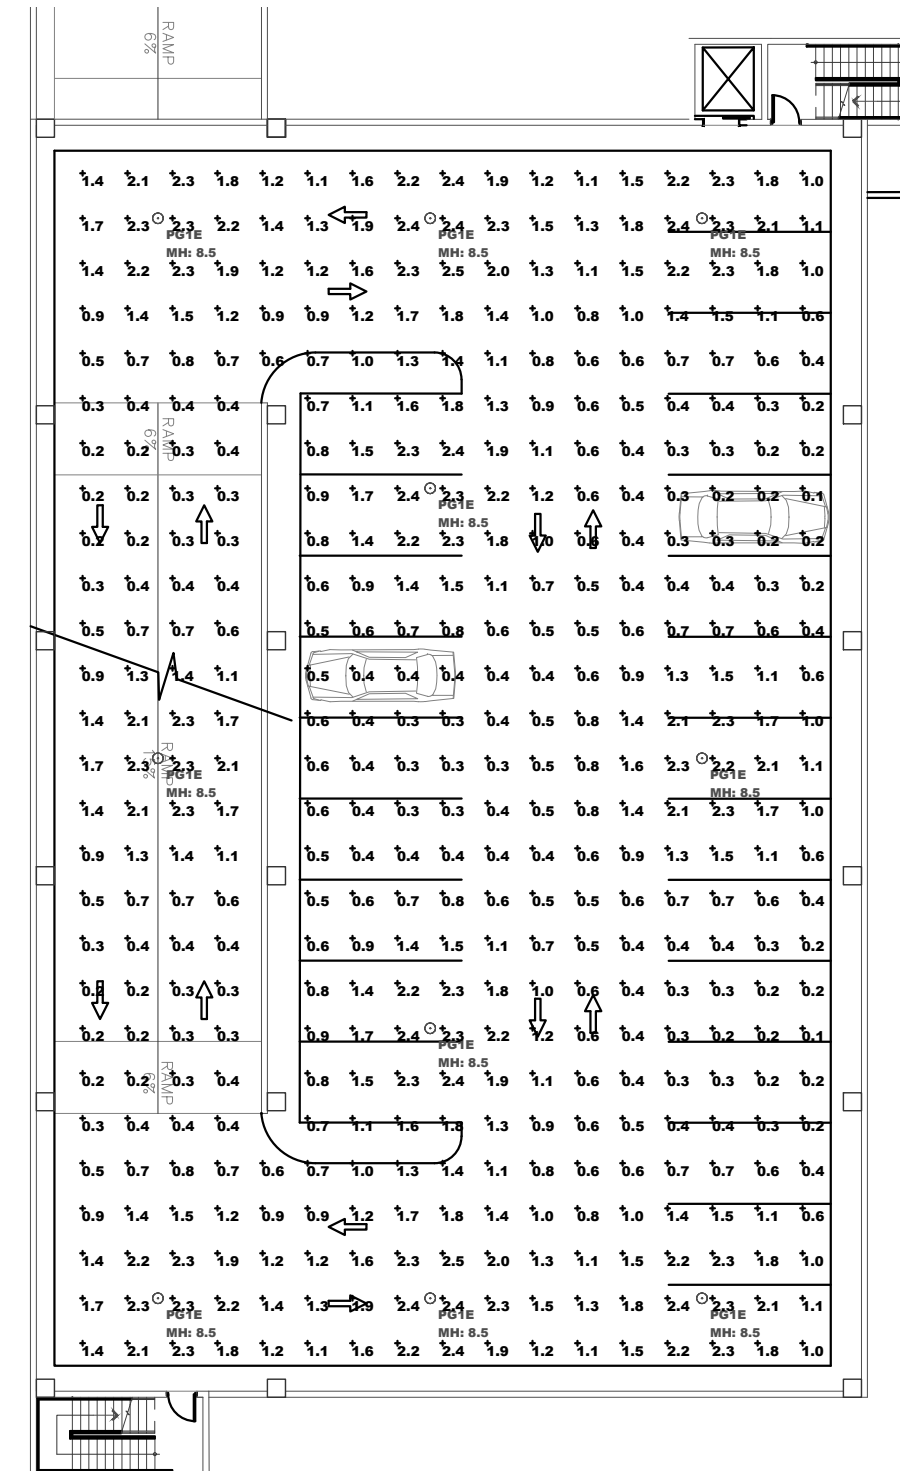 RAMP
6%
1.4 2.1 2.3 1.8 1.2 1.1 1.6 2.2 2.4 1.9 1.2 1.1 1.5 2.2 2.3 1.8 1.0
1.7 2.3 2.3 2.2 1.4 1.3 1.9 2.4 2.4 2.3 1.5 1.3 1.8 2.4 2.3 2.1 1.1
PG1E PG1E PG1E
MH: 8.5 MH: 8.5 MH: 8.5
1.4 2.2 2.3 1.9 1.2 1.2 1.6 2.3 2.5 2.0 1.3 1.1 1.5 2.2 2.3 1.8 1.0
0.9 1.4 1.5 1.2 0.9 0.9 1.2 1.7 1.8 1.4 1.0 0.8 1.0 1.4 1.5 1.1 0.6
0.5 0.7 0.8 0.7 0.6 0.7 1.0 1.3 1.4 1.1 0.8 0.6 0.6 0.7 0.7 0.6 0.4
0.3 0.4 0.4 0.4 0.7 1.1 1.6 1.8 1.3 0.9 0.6 0.5 0.4 0.4 0.3 0.2
RAMP
6%
0.2 0.2 0.3 0.4 0.8 1.5 2.3 2.4 1.9 1.1 0.6 0.4 0.3 0.3 0.2 0.2
0.2 0.2 0.3 0.3 0.9 1.7 2.4 2.3 2.2 1.2 0.6 0.4 0.3 0.2 0.2 0.1
PG1E
MH: 8.5
0.2 0.2 0.3 0.3 0.8 1.4 2.2 2.3 1.8 1.0 0.6 0.4 0.3 0.3 0.2 0.2
0.3 0.4 0.4 0.4 0.6 0.9 1.4 1.5 1.1 0.7 0.5 0.4 0.4 0.4 0.3 0.2
0.5 0.7 0.7 0.6 0.5 0.6 0.7 0.8 0.6 0.5 0.5 0.6 0.7 0.7 0.6 0.4
0.9 1.3 1.4 1.1 0.5 0.4 0.4 0.4 0.4 0.4 0.6 0.9 1.3 1.5 1.1 0.6
1.4 2.1 2.3 1.7 0.6 0.4 0.3 0.3 0.4 0.5 0.8 1.4 2.1 2.3 1.7 1.0
RAMP
1.7 2.3 2.3 2.1 0.6 0.4 0.3 0.3 0.3 0.5 0.8 1.6 2.3 2.2 2.1 1.1
PG1E PG1E
MH: 8.5 MH: 8.5
1.4 2.1 2.3 1.7 0.6 0.4 0.3 0.3 0.4 0.5 0.8 1.4 2.1 2.3 1.7 1.0
0.9 1.3 1.4 1.1 0.5 0.4 0.4 0.4 0.4 0.4 0.6 0.9 1.3 1.5 1.1 0.6
0.5 0.7 0.7 0.6 0.5 0.6 0.7 0.8 0.6 0.5 0.5 0.6 0.7 0.7 0.6 0.4
0.3 0.4 0.4 0.4 0.6 0.9 1.4 1.5 1.1 0.7 0.5 0.4 0.4 0.4 0.3 0.2
0.2 0.2 0.3 0.3 0.8 1.4 2.2 2.3 1.8 1.0 0.6 0.4 0.3 0.3 0.2 0.2
0.2 0.2 0.3 0.3 0.9 1.7 2.4 2.3 2.2 1.2 0.6 0.4 0.3 0.2 0.2 0.1
PG1E
MH: 8.5
RAMP
6%
0.2 0.2 0.3 0.4 0.8 1.5 2.3 2.4 1.9 1.1 0.6 0.4 0.3 0.3 0.2 0.2
0.3 0.4 0.4 0.4 0.7 1.1 1.6 1.8 1.3 0.9 0.6 0.5 0.4 0.4 0.3 0.2
0.5 0.7 0.8 0.7 0.6 0.7 1.0 1.3 1.4 1.1 0.8 0.6 0.6 0.7 0.7 0.6 0.4
0.9 1.4 1.5 1.2 0.9 0.9 1.2 1.7 1.8 1.4 1.0 0.8 1.0 1.4 1.5 1.1 0.6
1.4 2.2 2.3 1.9 1.2 1.2 1.6 2.3 2.5 2.0 1.3 1.1 1.5 2.2 2.3 1.8 1.0
1.7 2.3 2.3 2.2 1.4 1.3 1.9 2.4 2.4 2.3 1.5 1.3 1.8 2.4 2.3 2.1 1.1
PG1E PG1E PG1E
MH: 8.5 MH: 8.5 MH: 8.5
1.4 2.1 2.3 1.8 1.2 1.1 1.6 2.2 2.4 1.9 1.2 1.1 1.5 2.2 2.3 1.8 1.0